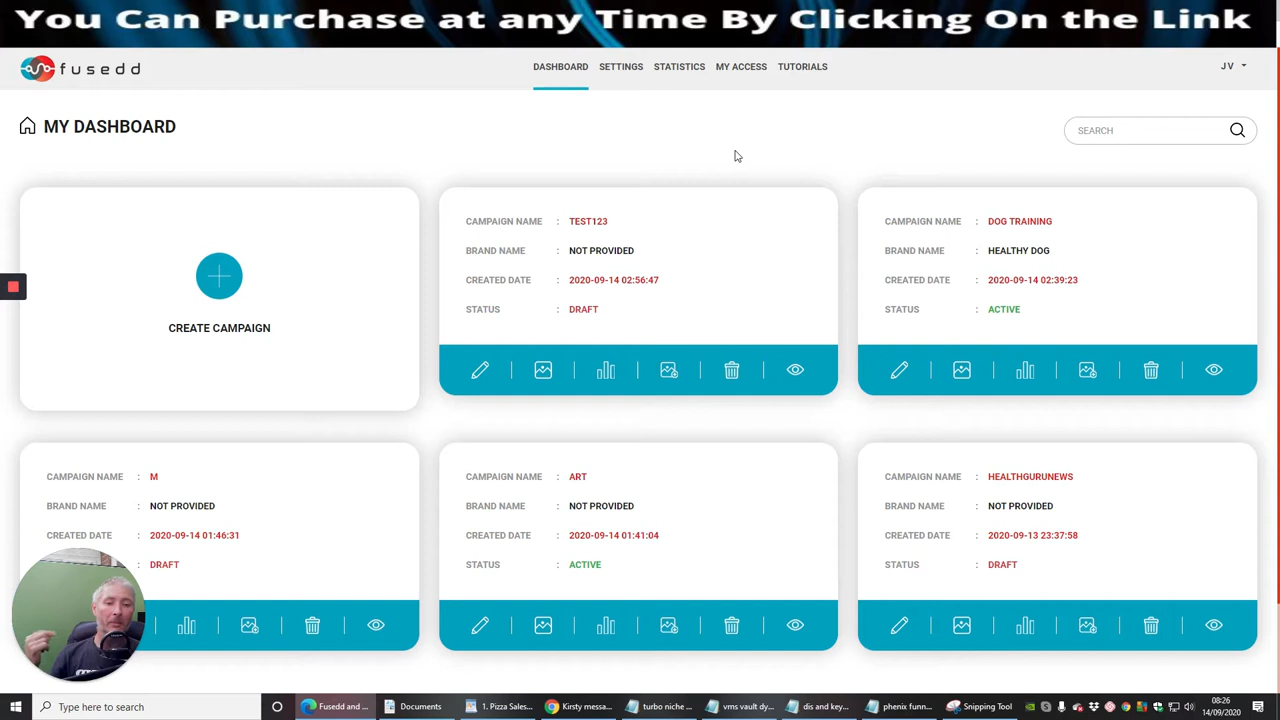 You Can Purchase at any Time By Clicking On the Link
fusedd
DASHBOARD SETTINGS STATISTICS MY ACCESS TUTORIALS
JV
MY DASHBOARD
SEARCH
CREATE CAMPAIGN
CAMPAIGN NAME : TEST123
BRAND NAME : NOT PROVIDED
CREATED DATE : 2020-09-14 02:56:47
STATUS : DRAFT
CAMPAIGN NAME : DOG TRAINING
BRAND NAME : HEALTHY DOG
CREATED DATE : 2020-09-14 02:39:23
STATUS : ACTIVE
CAMPAIGN NAME : M
BRAND NAME : NOT PROVIDED
CREATED DATE : 2020-09-14 01:46:31
: DRAFT
CAMPAIGN NAME : ART
BRAND NAME : NOT PROVIDED
CREATED DATE : 2020-09-14 01:41:04
STATUS : ACTIVE
CAMPAIGN NAME : HEALTHGURUNEWS
BRAND NAME : NOT PROVIDED
CREATED DATE : 2020-09-13 23:37:58
STATUS : DRAFT
Type here to search
Fusedd and ...
Documents
1. Pizza Sales...
Kirsty messa...
turbo niche ...
vms vault dy...
dis and key...
phenix funn...
Snipping Tool
08:26
14/09/2020